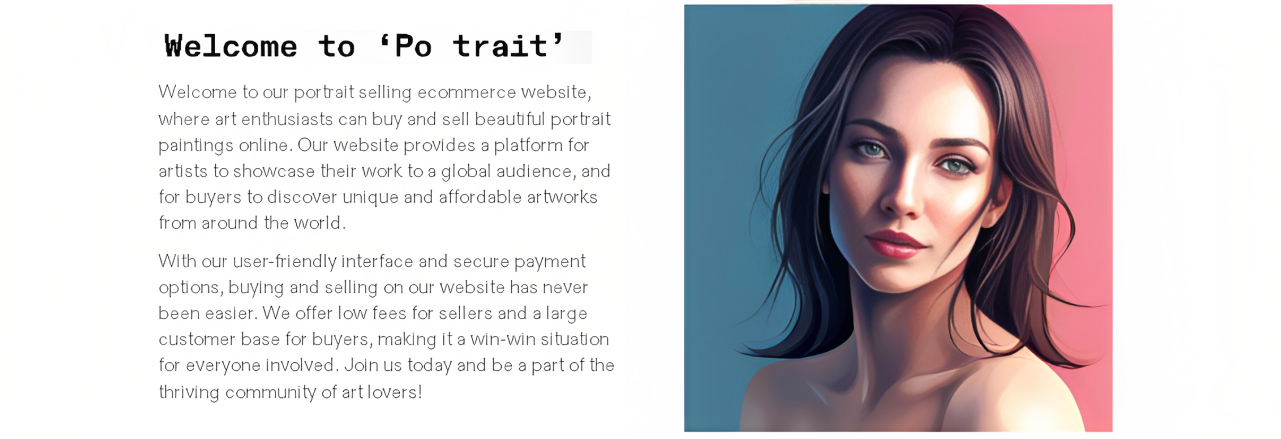 Welcome to ‘Po trait’
Welcome to our portrait selling ecommerce website,
where art enthusiasts can buy and sell beautiful portrait
paintings online. Our website provides a platform for
artists to showcase their work to a global audience, and
for buyers to discover unique and affordable artworks
from around the world.
With our user-friendly interface and secure payment
options, buying and selling on our website has never
been easier. We offer low fees for sellers and a large
customer base for buyers, making it a win-win situation
for everyone involved. Join us today and be a part of the
thriving community of art lovers!